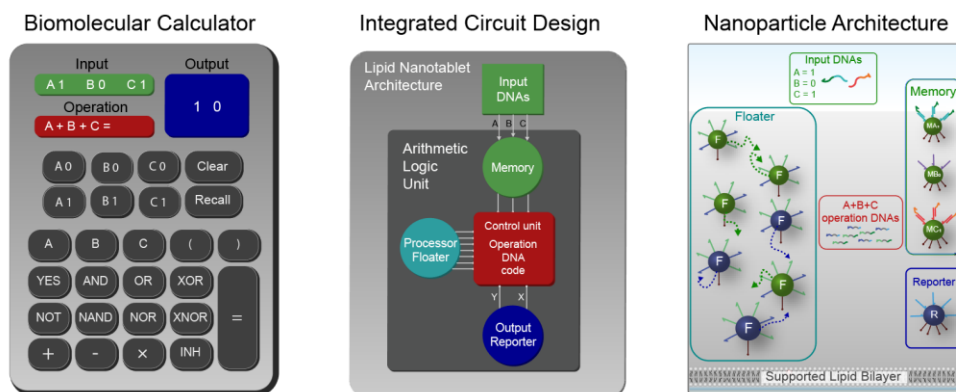 Biomolecular Calculator
Input
Output
A 1 B 0 C 1
1 0
Operation
A + B + C =
A 0 B 0 C 0 Clear
A 1 B 1 C 1 Recall
A B C ( )
YES AND OR XOR
NOT NAND NOR XNOR =
+ - × INH
Integrated Circuit Design
Lipid Nanotablet
Architecture
Input
DNAs
A B C
Arithmetic
Logic
Unit
Memory
Processor
Floater
Control unit
Operation
DNA
code
Y X
Output
Reporter
Nanoparticle Architecture
Input DNAs
A = 1
B = 0
C = 1
Floater
F
F
F
F
F
F
F
A+B+C
operation DNAs
Memory
Reporter
R
Supported Lipid Bilayer